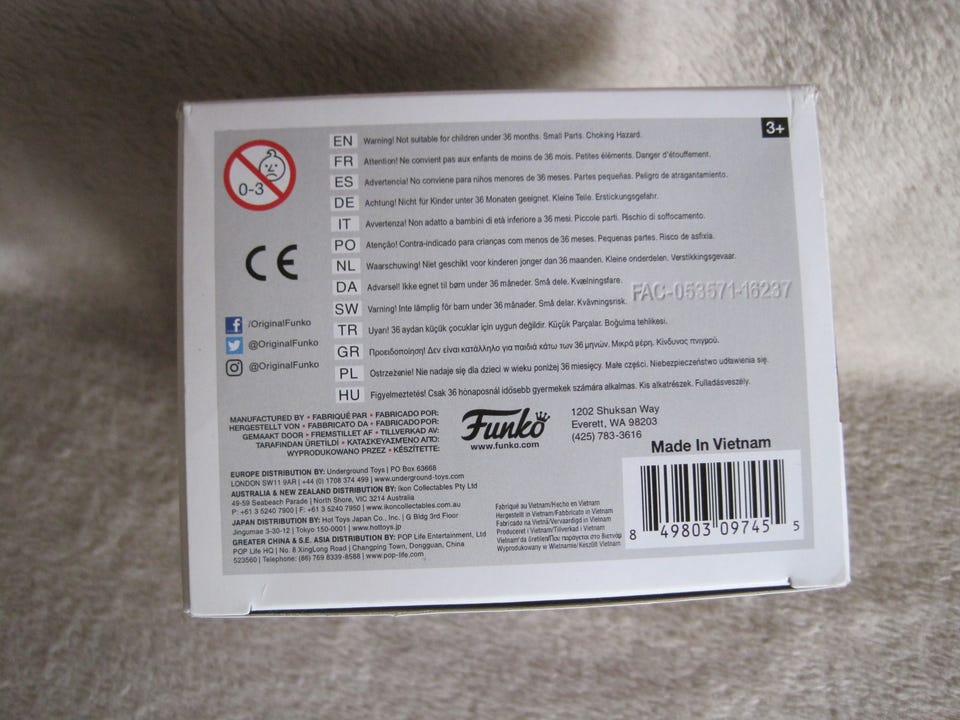 3+
0-3
EN Warning! Not suitable for children under 36 months. Small Parts. Choking Hazard.
FR Attention! Ne convient pas aux enfants de moins de 36 mois. Petites éléments. Danger d'étouffement.
ES Advertencia! No conviene para niños menores de 36 meses. Partes pequeñas. Peligro de atragantamiento.
DE Achtung! Nicht für Kinder unter 36 Monaten geeignet. Kleine Teile. Erstickungsgefahr.
IT Avvertenza! Non adatto a bambini di età inferiore a 36 mesi. Piccole parti. Rischio di soffocamento.
PO Atenção! Contra-indicado para crianças com menos de 36 meses. Pequenas partes. Risco de asfixia.
NL Waarschuwing! Niet geschikt voor kinderen jonger dan 36 maanden. Kleine onderdelen. Verstikkingsgevaar.
DA Advarsel! Ikke egnet til børn under 36 måneder. Små dele. Kvælningsfare.
SW Varning! Inte lämplig för barn under 36 månader. Små delar. Kvävningsrisk.
TR Uyarı! 36 aydan küçük çocuklar için uygun değildir. Küçük Parçalar. Boğulma tehlikesi.
GR Προειδοποίηση! Δεν είναι κατάλληλο για παιδιά κάτω των 36 μηνών. Μικρά μέρη. Κίνδυνος πνιγμού.
PL Ostrzeżenie! Nie nadaje się dla dzieci w wieku poniżej 36 miesięcy. Małe części. Niebezpieczeństwo udławienia się.
HU Figyelmeztetés! Csak 36 hónaposnál idősebb gyermekek számára alkalmas. Kis alkatrészek. Fulladásveszély.
FAC-053571-16237
CE
/OriginalFunko
@OriginalFunko
@OriginalFunko
MANUFACTURED BY • FABRIQUÉ PAR • FABRICADO POR:
HERGESTELLT VON • FABBRICATO DA • FABRICADO POR:
GEMAAKT DOOR • FREMSTILLET AF • TILLVERKAD AV:
TARAFINDAN ÜRETİLDİ • ΚΑΤΑΣΚΕΥΑΖΜΕΝΟ ΑΠΌ:
WYPRODUKOWANO PRZEZ • KÉSZÍTETTE:
Funko
www.funko.com
1202 Shuksan Way
Everett, WA 98203
(425) 783-3616
EUROPE DISTRIBUTION BY: Underground Toys | PO Box 63668
LONDON SW11 9AR | +44 (0) 1708 374 499 | www.underground-toys.com
AUSTRALIA & NEW ZEALAND DISTRIBUTION BY: Ikon Collectables Pty Ltd
49-59 Seabeach Parade | North Shore, VIC 3214 Australia
P: +61 3 5240 7900 | F: +61 3 5240 7950 | www.ikoncollectables.com.au
JAPAN DISTRIBUTION BY: Hot Toys Japan Co., Inc. | G Bldg 3rd Floor
Jingumae 3-30-12 | Tokyo 150-0001 | www.hottoys.jp
GREATER CHINA & S.E. ASIA DISTRIBUTION BY: POP Life Entertainment, Ltd
POP Life HQ | No. 8 XingLong Road | Changping Town, Dongguan, China
523560 | Telephone: (86) 769 8339-8588 | www.pop-life.com
Fabriqué au Vietnam/Hecho en Vietnam
Hergestellt in Vietnam/Fabbricato in Vietnam
Fabricado na Vietnã/Vervaardigd in Vietnam
Produceret i Vietnam/Tillverkat i Vietnam
Vietnam'da üretilen/Που παράγονται στο Βιετνάμ
Wyprodukowany w Wietnamie/Készült Vietnam
Made In Vietnam
8 49803 09745 5